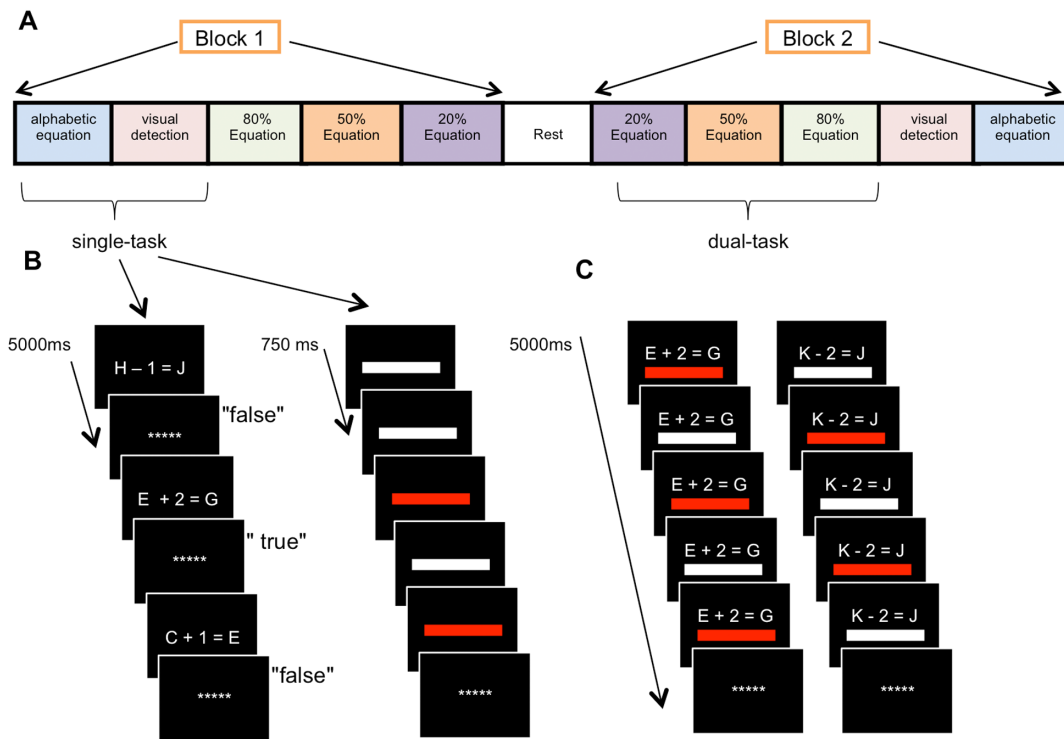 A
Block 1
Block 2
alphabetic
equation
visual
detection
80%
Equation
50%
Equation
20%
Equation
Rest
20%
Equation
50%
Equation
80%
Equation
visual
detection
alphabetic
equation
single-task
dual-task
B
5000ms
H – 1 = J
"false"
*****
E + 2 = G
" true"
*****
C + 1 = E
"false"
*****
750 ms
*****
C
5000ms
E + 2 = G
E + 2 = G
E + 2 = G
E + 2 = G
E + 2 = G
*****
K - 2 = J
K - 2 = J
K - 2 = J
K - 2 = J
K - 2 = J
*****